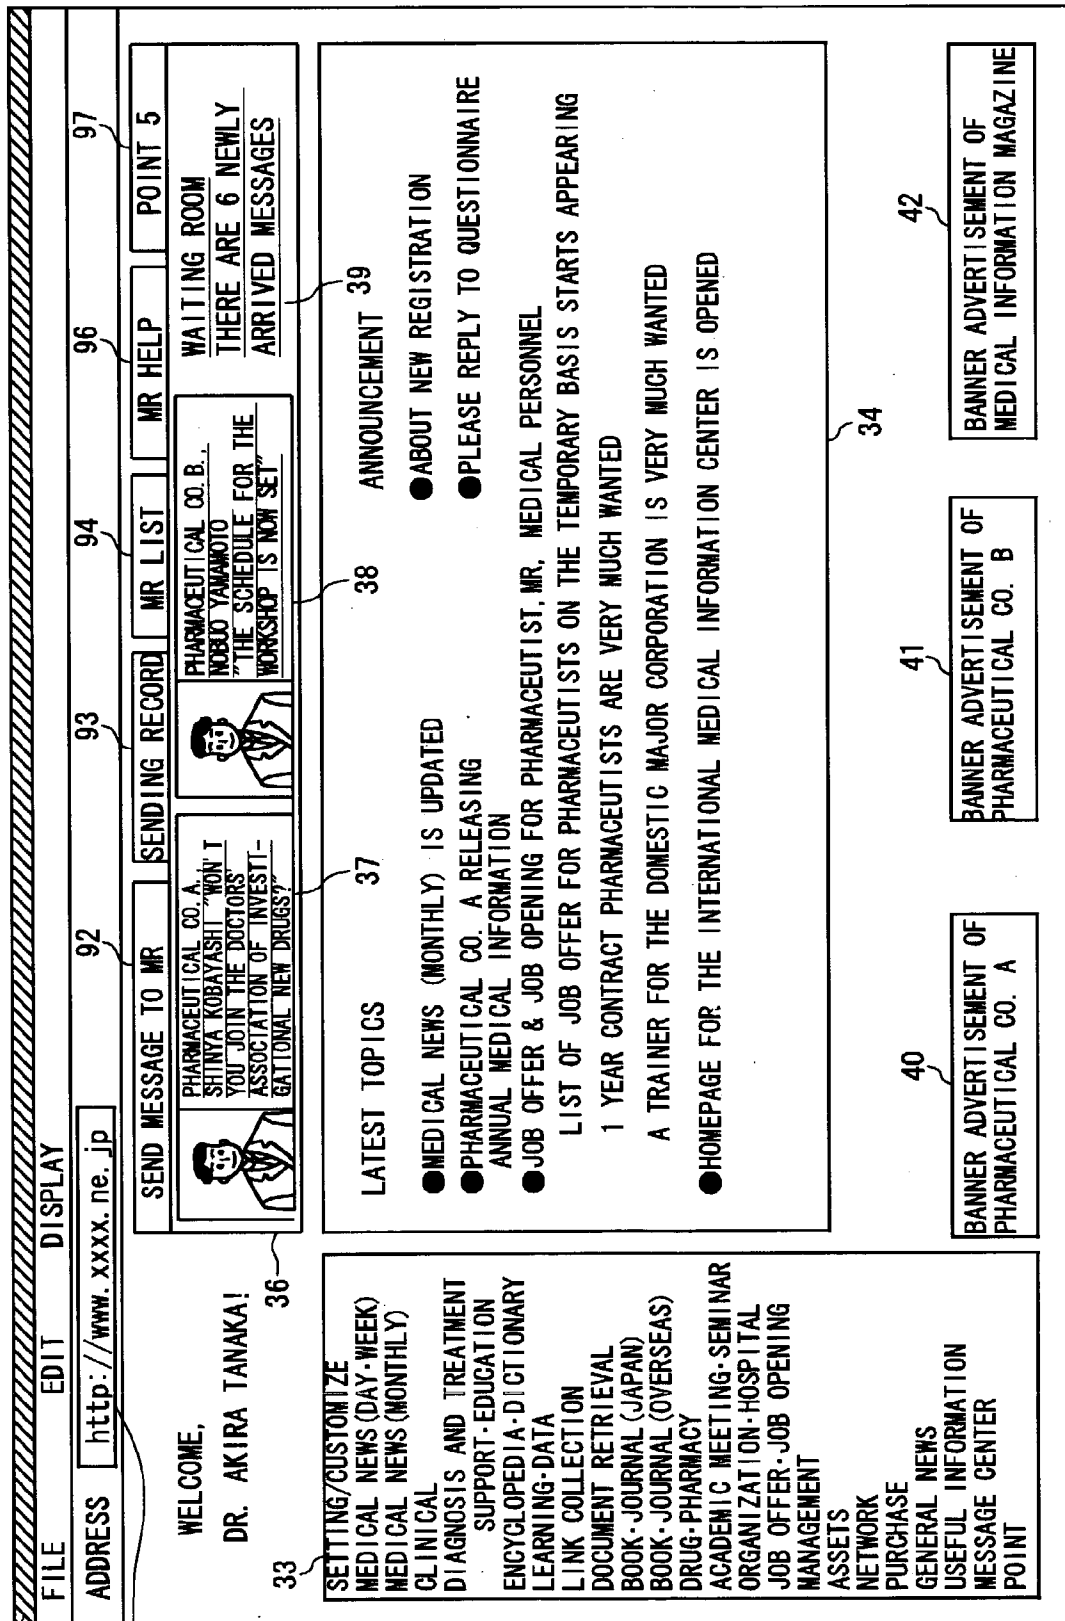 FILE EDIT DISPLAY
ADDRESS http://www.xxxx.ne.jp
WELCOME,
DR. AKIRA TANAKA!
92
93
94
96
97
SEND MESSAGE TO MR
SENDING RECORD
MR LIST
MR HELP
POINT 5
PHARMACEUTICAL CO. A.,
SHINYA KOBAYASHI "WON'T
YOU JOIN THE DOCTORS'
ASSOCIATION OF INVESTI-
GATIONAL NEW DRUGS?"
PHARMACEUTICAL CO. B.,
NOBUO YAMAMOTO
"THE SCHEDULE FOR THE
WORKSHOP IS NOW SET"
WAITING ROOM
THERE ARE 6 NEWLY
ARRIVED MESSAGES
36
37
38
39
33
SETTING/CUSTOMIZE
MEDICAL NEWS(DAY·WEEK)
MEDICAL NEWS(MONTHLY)
CLINICAL
DIAGNOSIS AND TREATMENT
SUPPORT·EDUCATION
ENCYCLOPEDIA·DICTIONARY
LEARNING·DATA
LINK COLLECTION
DOCUMENT RETRIEVAL
BOOK·JOURNAL(JAPAN)
BOOK·JOURNAL(OVERSEAS)
DRUG·PHARMACY
ACADEMIC MEETING·SEMINAR
ORGANIZATION·HOSPITAL
JOB OFFER·JOB OPENING
MANAGEMENT
ASSETS
NETWORK
PURCHASE
GENERAL NEWS
USEFUL INFORMATION
MESSAGE CENTER
POINT
LATEST TOPICS
●MEDICAL NEWS (MONTHLY) IS UPDATED
●PHARMACEUTICAL CO. A RELEASING
ANNUAL MEDICAL INFORMATION
ANNOUNCEMENT
●ABOUT NEW REGISTRATION
●PLEASE REPLY TO QUESTIONNAIRE
●JOB OFFER & JOB OPENING FOR PHARMACEUTIST, MR, MEDICAL PERSONNEL
LIST OF JOB OFFER FOR PHARMACEUTISTS ON THE TEMPORARY BASIS STARTS APPEARING
1 YEAR CONTRACT PHARMACEUTISTS ARE VERY MUCH WANTED
A TRAINER FOR THE DOMESTIC MAJOR CORPORATION IS VERY MUCH WANTED
●HOMEPAGE FOR THE INTERNATIONAL MEDICAL INFORMATION CENTER IS OPENED
34
40
41
42
BANNER ADVERTISEMENT OF
PHARMACEUTICAL CO. A
BANNER ADVERTISEMENT OF
PHARMACEUTICAL CO. B
BANNER ADVERTISEMENT OF
MEDICAL INFORMATION MAGAZINE